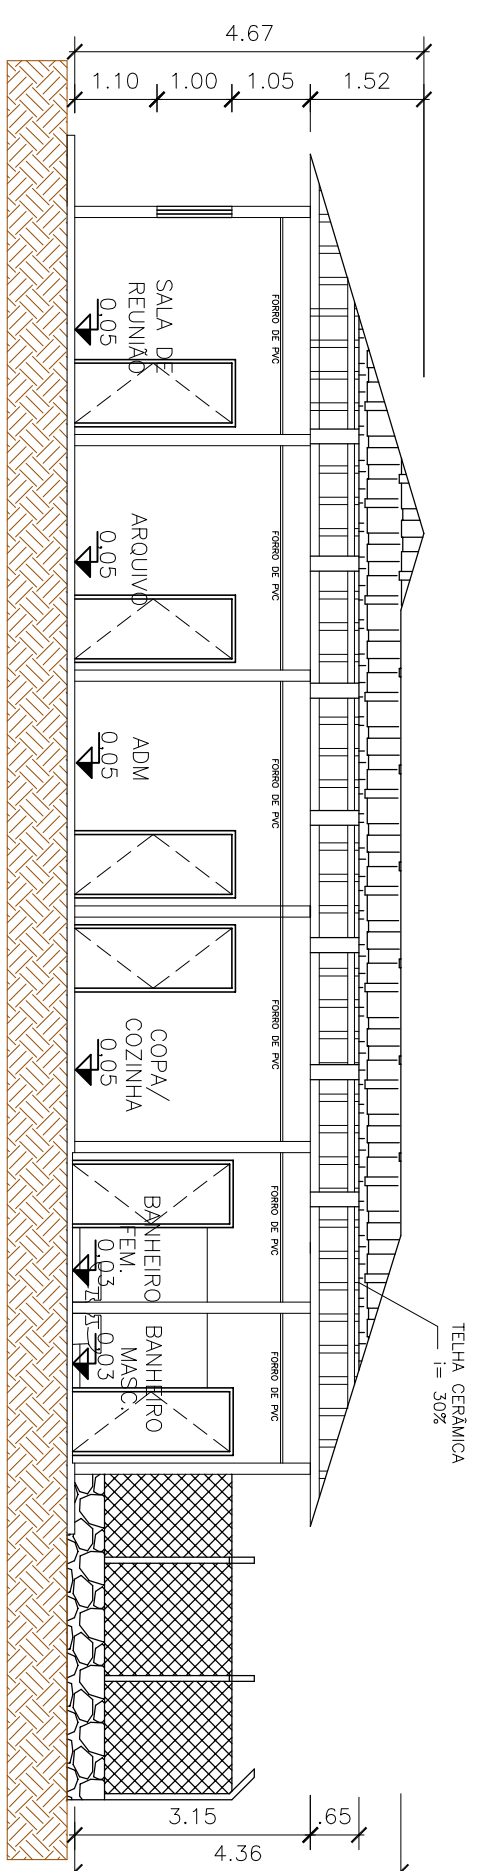 4.67
1.10 1.00 1.05 1.52
SALA DE
REUNIÃO
0,05
FORRO DE PVC
ARQUIVO
0,05
FORRO DE PVC
ADM
0,05
FORRO DE PVC
COPA/
COZINHA
0,05
FORRO DE PVC
BANHEIRO
FEM.
0,03
FORRO DE PVC
BANHEIRO
MASC.
0,03
FORRO DE PVC
TELHA CERÂMICA
i= 30%
3.15 .65
4.36